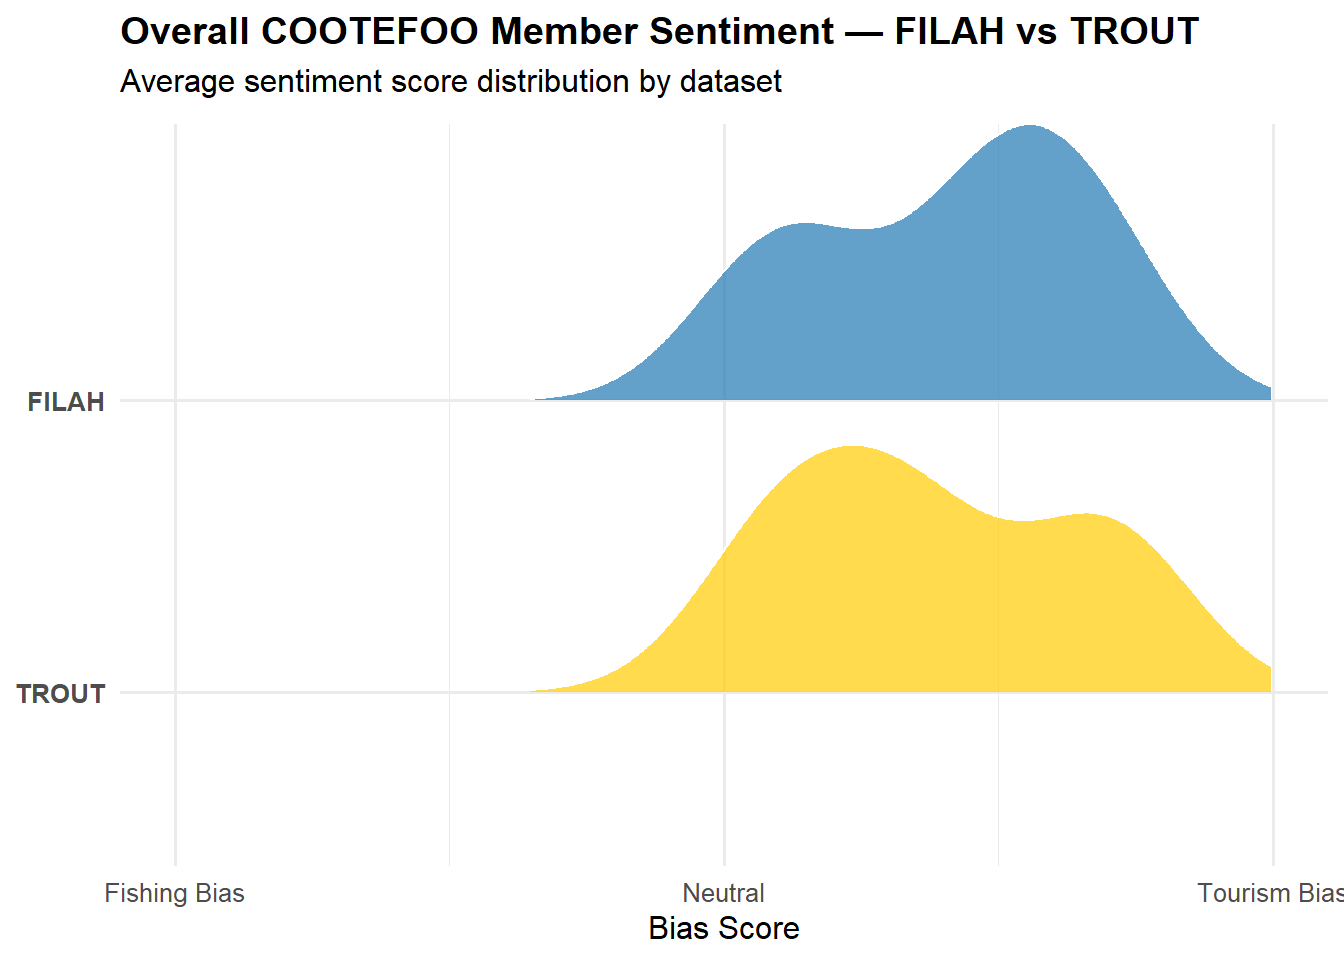 Overall COOTEFOO Member Sentiment — FILAH vs TROUT
Average sentiment score distribution by dataset
FILAH
TROUT
Fishing Bias
Neutral
Tourism Bias
Bias Score